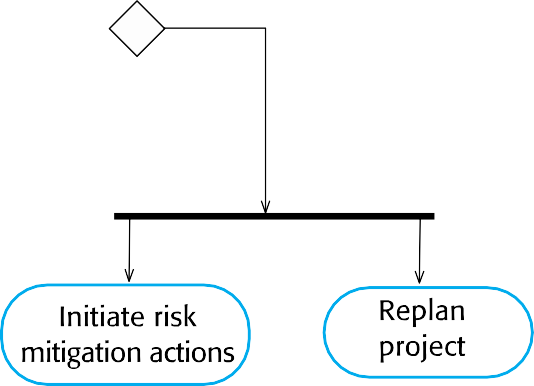 Initiate risk
mitigation actions
Replan
project